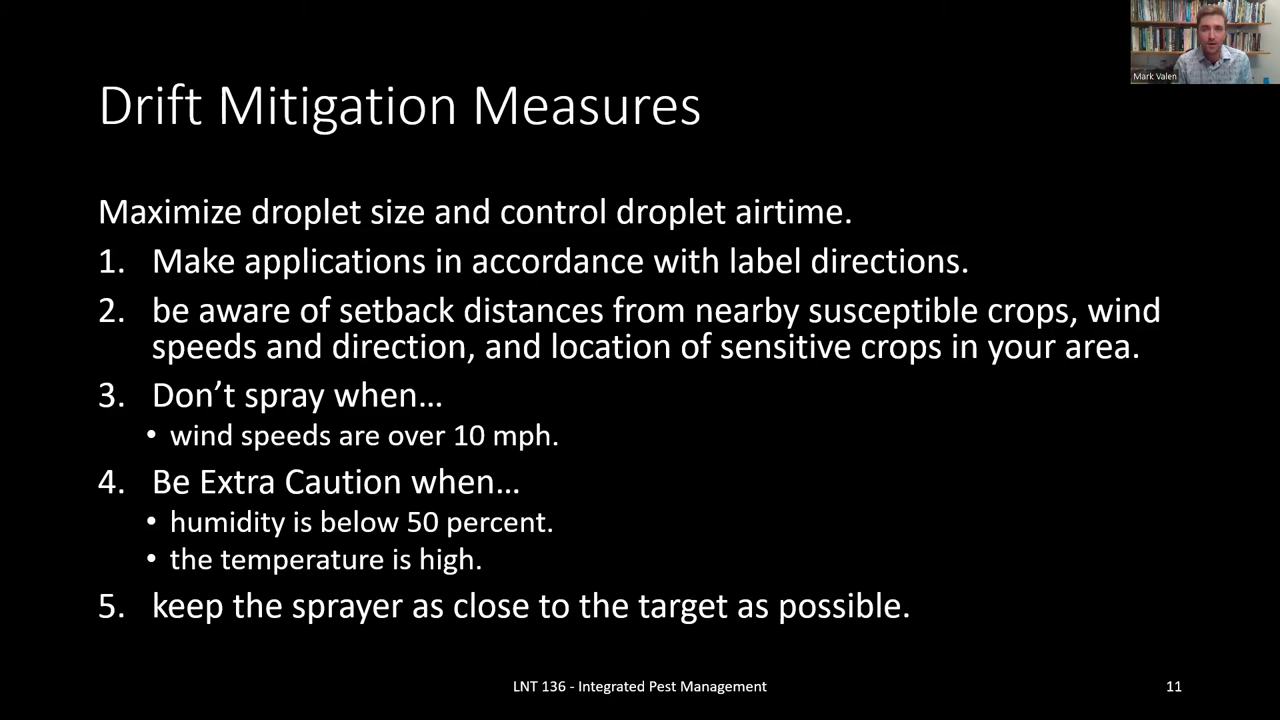 Mark Valen
Drift Mitigation Measures
Maximize droplet size and control droplet airtime.
1. Make applications in accordance with label directions.
2. be aware of setback distances from nearby susceptible crops, wind
speeds and direction, and location of sensitive crops in your area.
3. Don’t spray when…
• wind speeds are over 10 mph.
4. Be Extra Caution when…
• humidity is below 50 percent.
• the temperature is high.
5. keep the sprayer as close to the target as possible.
LNT 136 - Integrated Pest Management
11